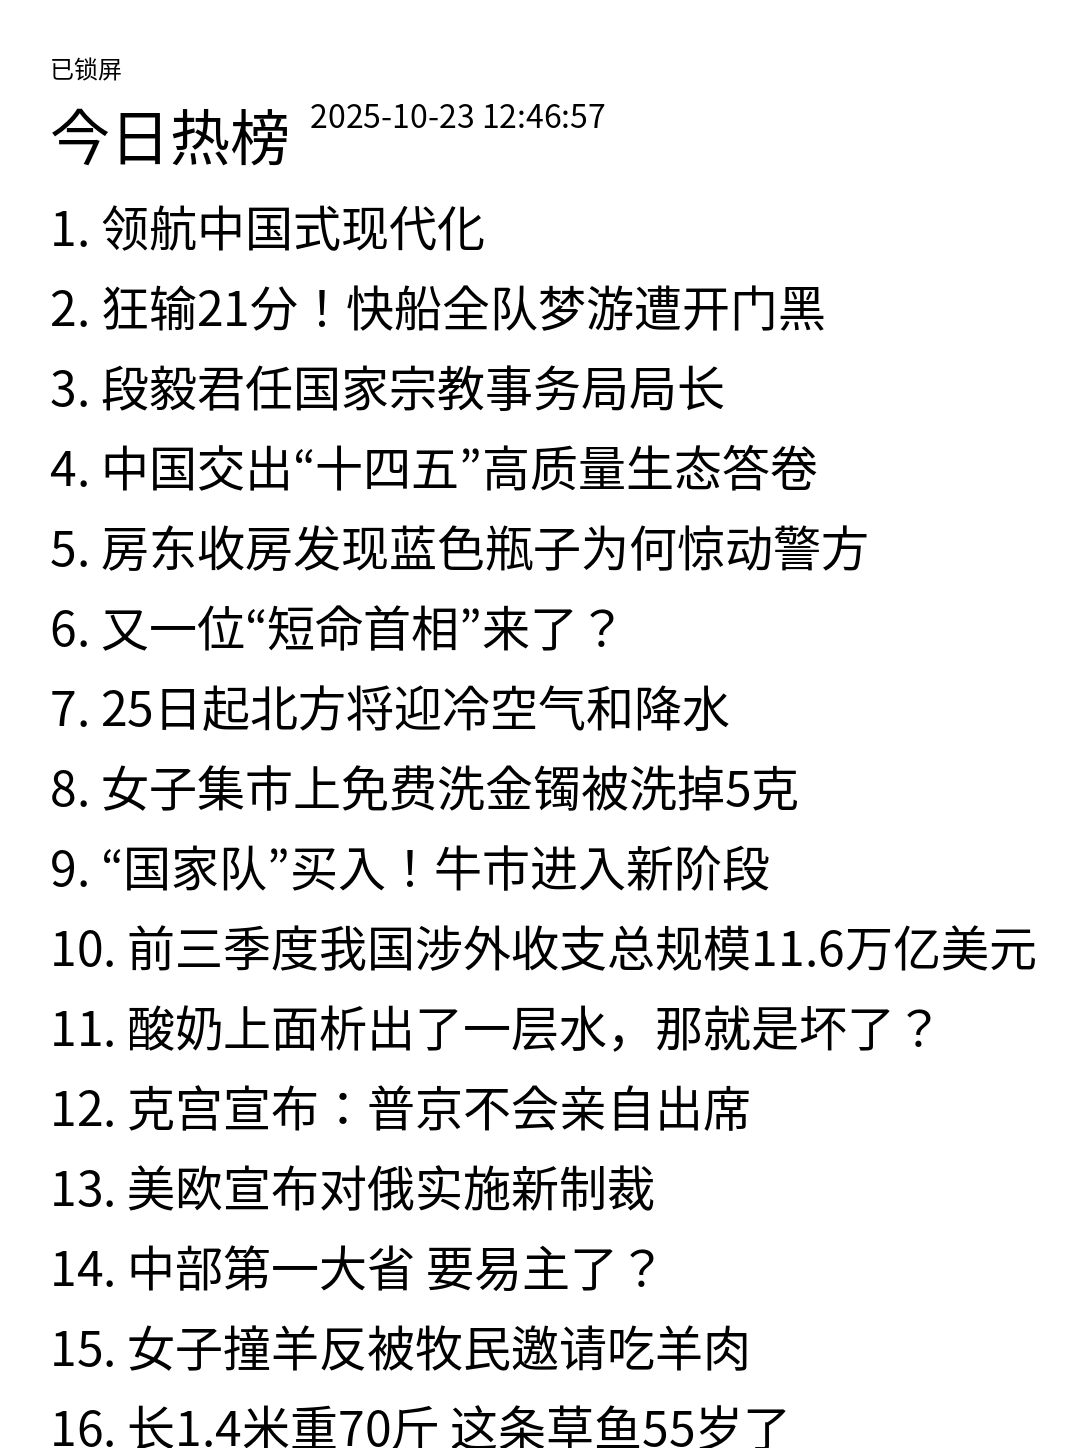 已锁屏
今日热榜 2025-10-23 12:46:57
1. 领航中国式现代化
2. 狂输21分！快船全队梦游遭开门黑
3. 段毅君任国家宗教事务局局长
4. 中国交出“十四五”高质量生态答卷
5. 房东收房发现蓝色瓶子为何惊动警方
6. 又一位“短命首相”来了？
7. 25日起北方将迎冷空气和降水
8. 女子集市上免费洗金镯被洗掉5克
9. “国家队”买入！牛市进入新阶段
10. 前三季度我国涉外收支总规模11.6万亿美元
11. 酸奶上面析出了一层水，那就是坏了？
12. 克宫宣布：普京不会亲自出席
13. 美欧宣布对俄实施新制裁
14. 中部第一大省 要易主了？
15. 女子撞羊反被牧民邀请吃羊肉
16. 长1.4米重70斤 这条草鱼55岁了